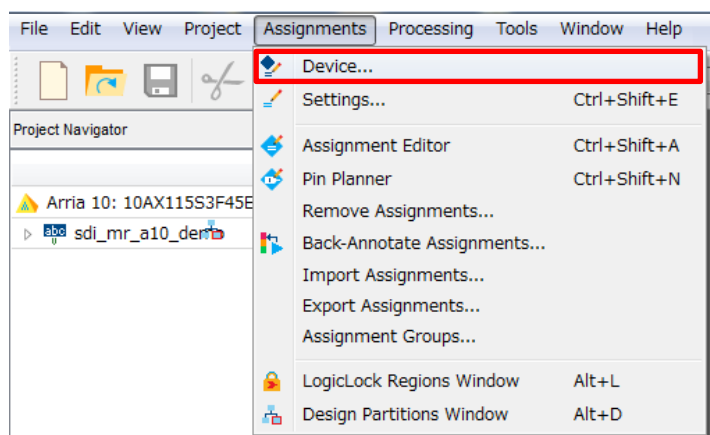 File Edit View Project Assignments Processing Tools Window Help
Device...
Settings... Ctrl+Shift+E
Project Navigator
Assignment Editor Ctrl+Shift+A
Pin Planner Ctrl+Shift+N
Arria 10: 10AX115S3F45E
Remove Assignments...
abc sdi_mr_a10_dem
Back-Annotate Assignments...
Import Assignments...
Export Assignments...
Assignment Groups...
LogicLock Regions Window Alt+L
Design Partitions Window Alt+D